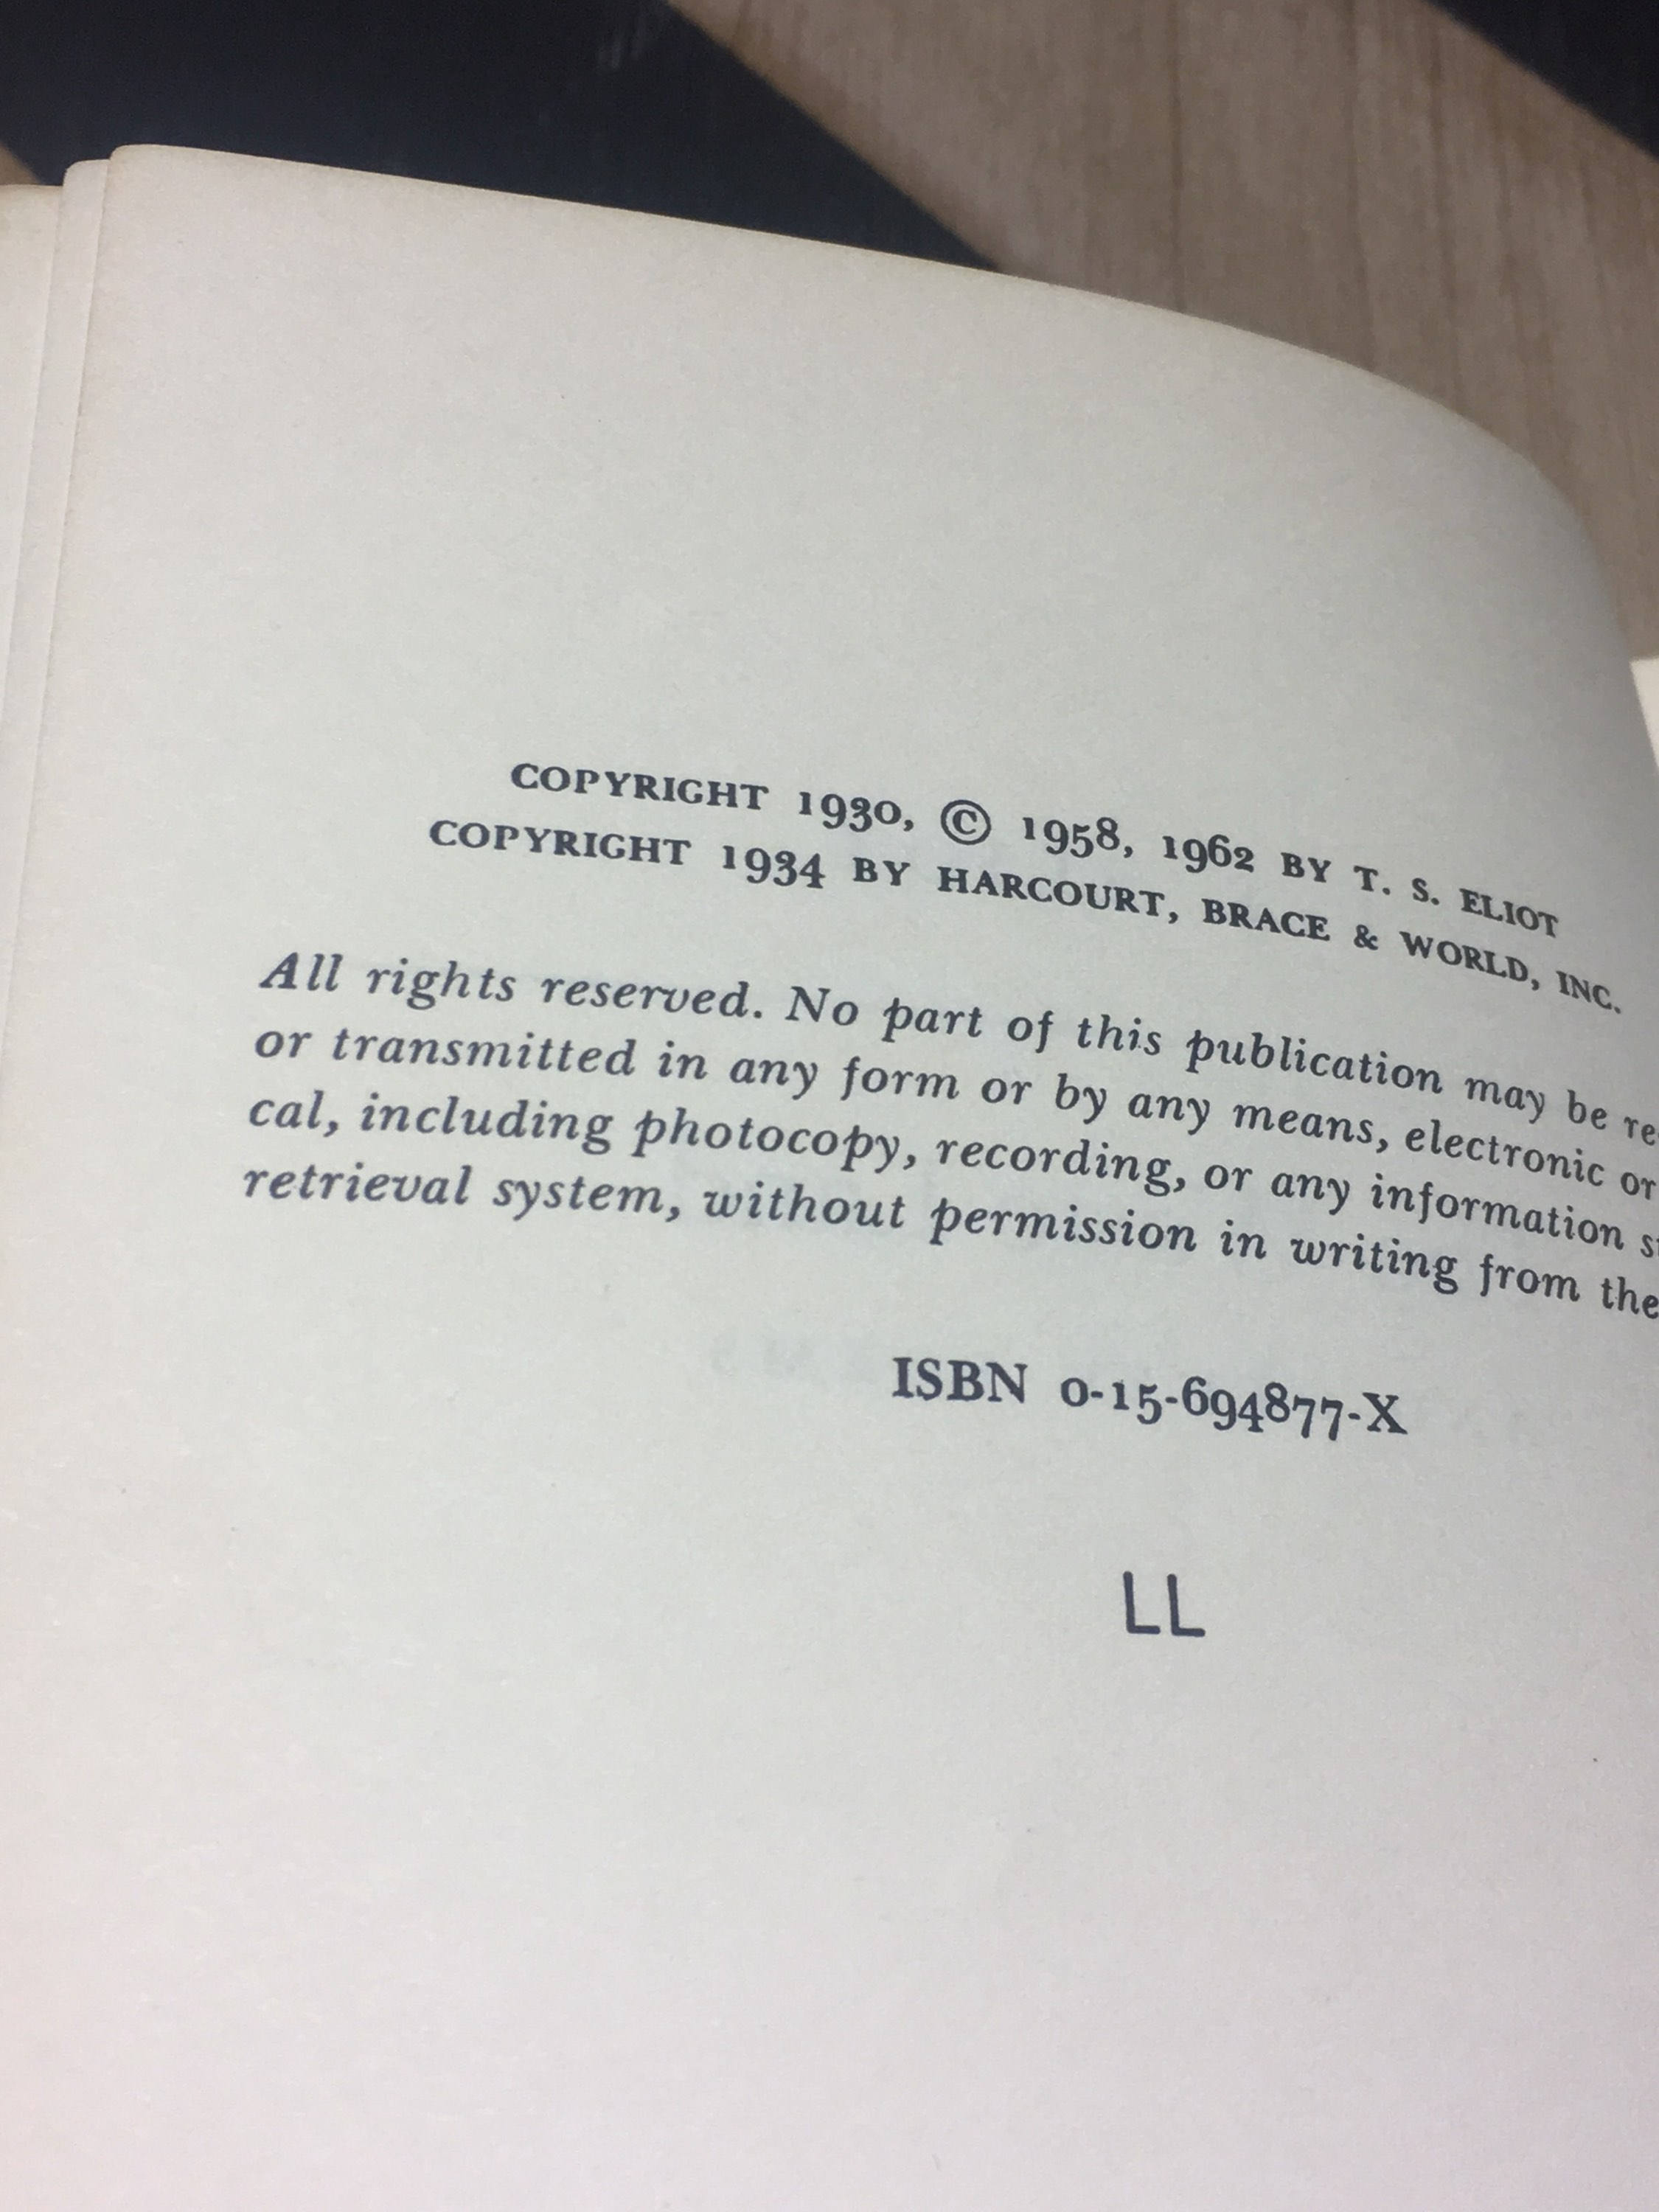 COPYRIGHT 1930, © 1958, 1962 BY T. S. ELIOT
COPYRIGHT 1934 BY HARCOURT, BRACE & WORLD, INC.
All rights reserved. No part of this publication may be
or transmitted in any form or by any means, electronic or
cal, including photocopy, recording, or any information
retrieval system, without permission in writing from the
ISBN 0-15-694877-X
LL